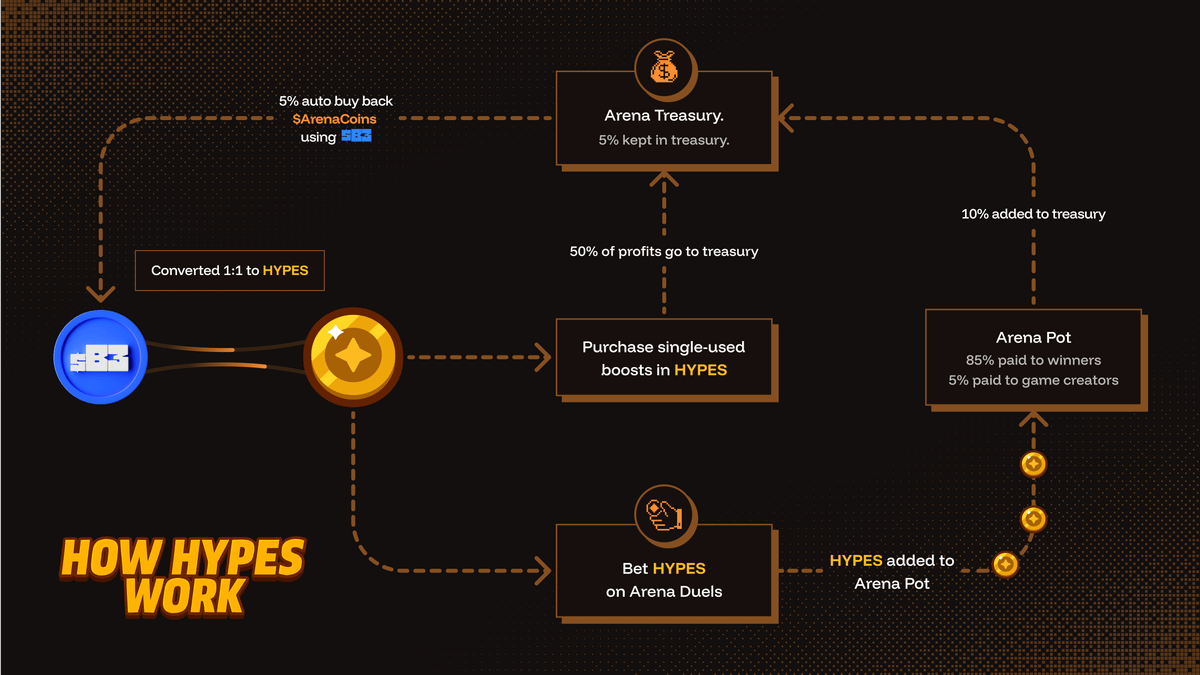 5% auto buy back
$ArenaCoins
using $B3
Arena Treasury.
5% kept in treasury.
10% added to treasury
50% of profits go to treasury
Converted 1:1 to HYPES
$B3
Purchase single-used
boosts in HYPES
Arena Pot
85% paid to winners
5% paid to game creators
HOW HYPES
WORK
Bet HYPES
on Arena Duels
HYPES added to
Arena Pot